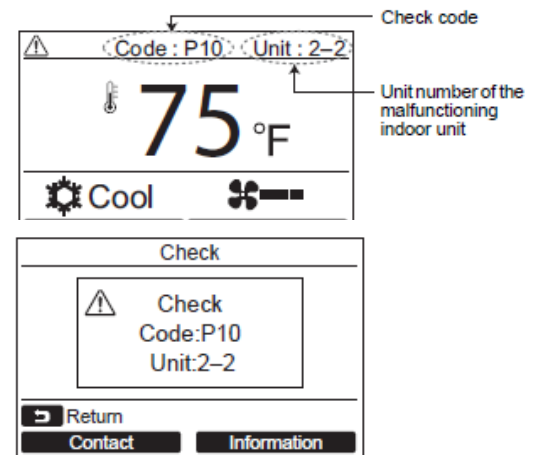 Check code
Code : P10 Unit : 2–2
Unit number of the
malfunctioning
indoor unit
75 °F
Cool
Check
Check
Code:P10
Unit:2–2
Return
Contact Information